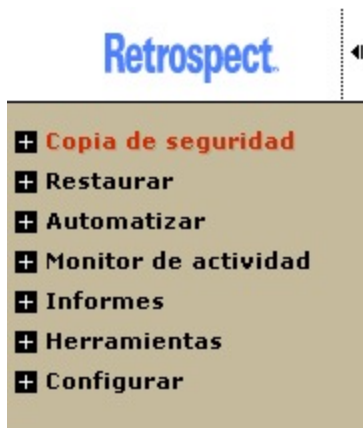 Retrospect.
Copia de seguridad
Restaurar
Automatizar
Monitor de actividad
Informes
Herramientas
Configurar